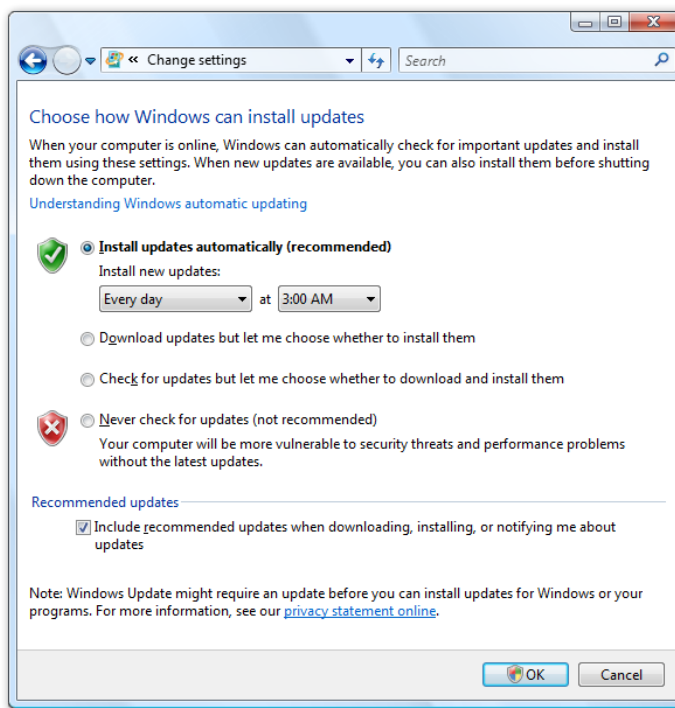 « Change settings
Search
Choose how Windows can install updates
When your computer is online, Windows can automatically check for important updates and install
them using these settings. When new updates are available, you can also install them before shutting
down the computer.
Understanding Windows automatic updating
Install updates automatically (recommended)
Install new updates:
Every day at 3:00 AM
Download updates but let me choose whether to install them
Check for updates but let me choose whether to download and install them
Never check for updates (not recommended)
Your computer will be more vulnerable to security threats and performance problems
without the latest updates.
Recommended updates
Include recommended updates when downloading, installing, or notifying me about
updates
Note: Windows Update might require an update before you can install updates for Windows or your
programs. For more information, see our privacy statement online.
OK Cancel